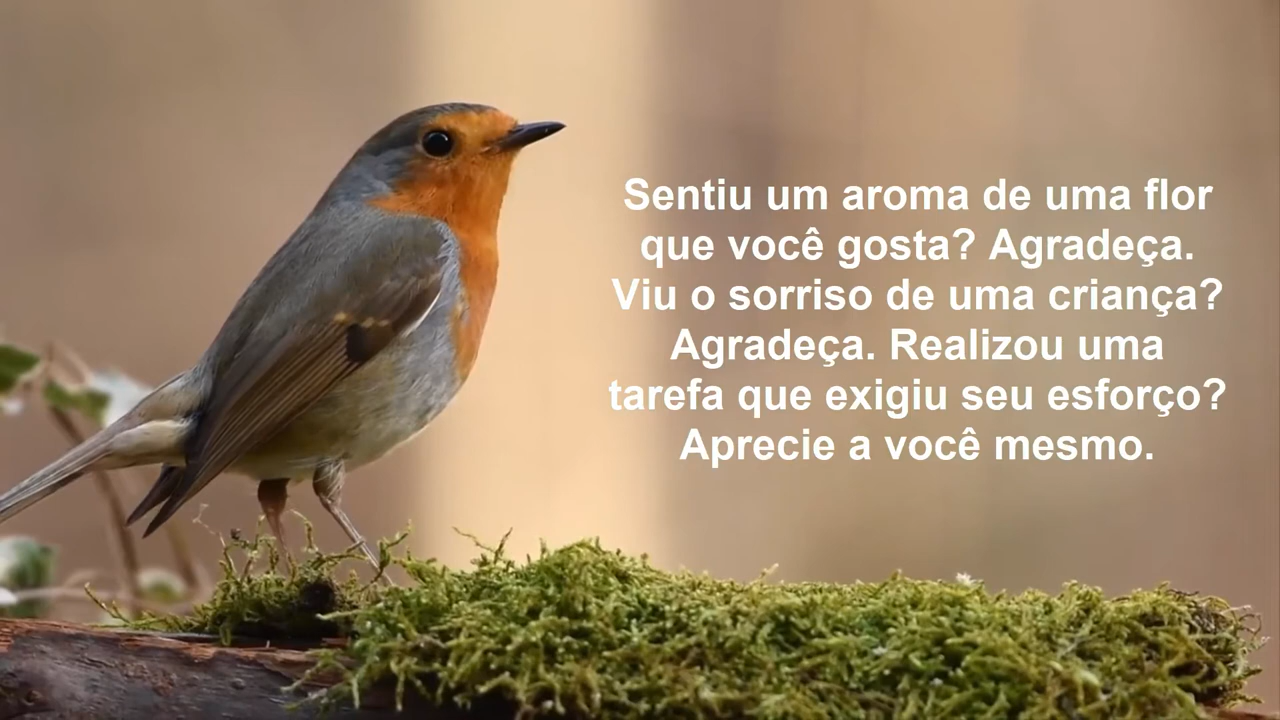 Sentiu um aroma de uma flor
que você gosta? Agradeça.
Viu o sorriso de uma criança?
Agradeça. Realizou uma
tarefa que exigiu seu esforço?
Aprecie a você mesmo.